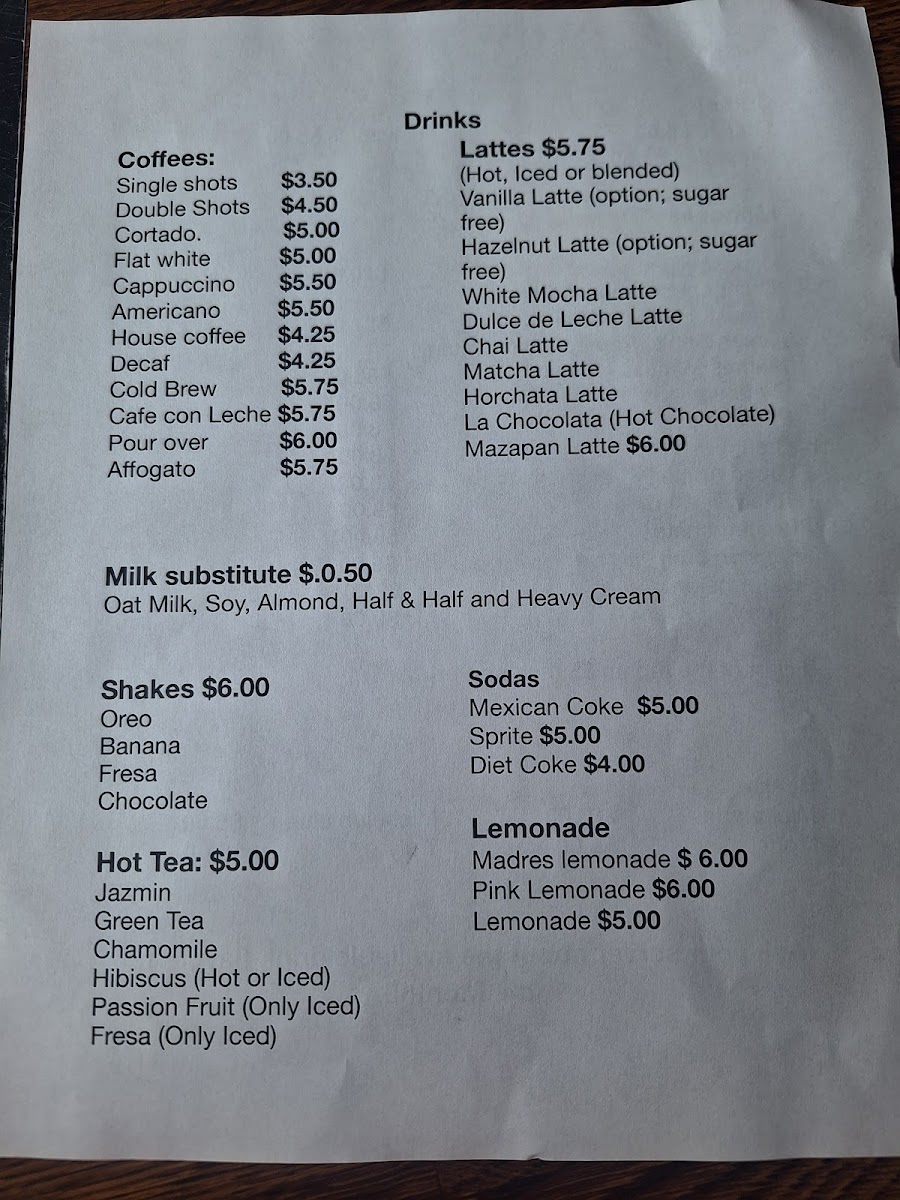 Drinks
Coffees:
Single shots $3.50
Double Shots $4.50
Cortado. $5.00
Flat white $5.00
Cappuccino $5.50
Americano $5.50
House coffee $4.25
Decaf $4.25
Cold Brew $5.75
Cafe con Leche $5.75
Pour over $6.00
Affogato $5.75
Lattes $5.75
(Hot, Iced or blended)
Vanilla Latte (option; sugar
free)
Hazelnut Latte (option; sugar
free)
White Mocha Latte
Dulce de Leche Latte
Chai Latte
Matcha Latte
Horchata Latte
La Chocolata (Hot Chocolate)
Mazapan Latte $6.00
Milk substitute $.0.50
Oat Milk, Soy, Almond, Half & Half and Heavy Cream
Shakes $6.00
Oreo
Banana
Fresa
Chocolate
Hot Tea: $5.00
Jazmin
Green Tea
Chamomile
Hibiscus (Hot or Iced)
Passion Fruit (Only Iced)
Fresa (Only Iced)
Sodas
Mexican Coke $5.00
Sprite $5.00
Diet Coke $4.00
Lemonade
Madres lemonade $ 6.00
Pink Lemonade $6.00
Lemonade $5.00